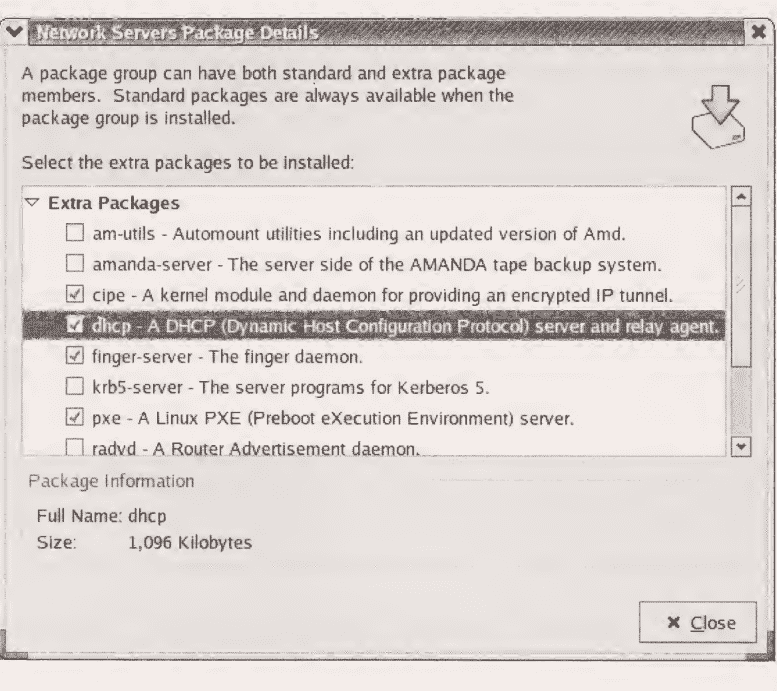 Network Servers Package Details
A package group can have both standard and extra package
members. Standard packages are always available when the
package group is installed.
Select the extra packages to be installed:
Extra Packages
am-utils - Automount utilities including an updated version of Amd.
amanda-server - The server side of the AMANDA tape backup system.
cipe - A kernel module and daemon for providing an encrypted IP tunnel.
dhcp - A DHCP (Dynamic Host Configuration Protocol) server and relay agent.
finger-server - The finger daemon.
krb5-server - The server programs for Kerberos 5.
pxe - A Linux PXE (Preboot eXecution Environment) server.
radvd - A Router Advertisement daemon.
Package Information
Full Name: dhcp
Size: 1,096 Kilobytes
Close